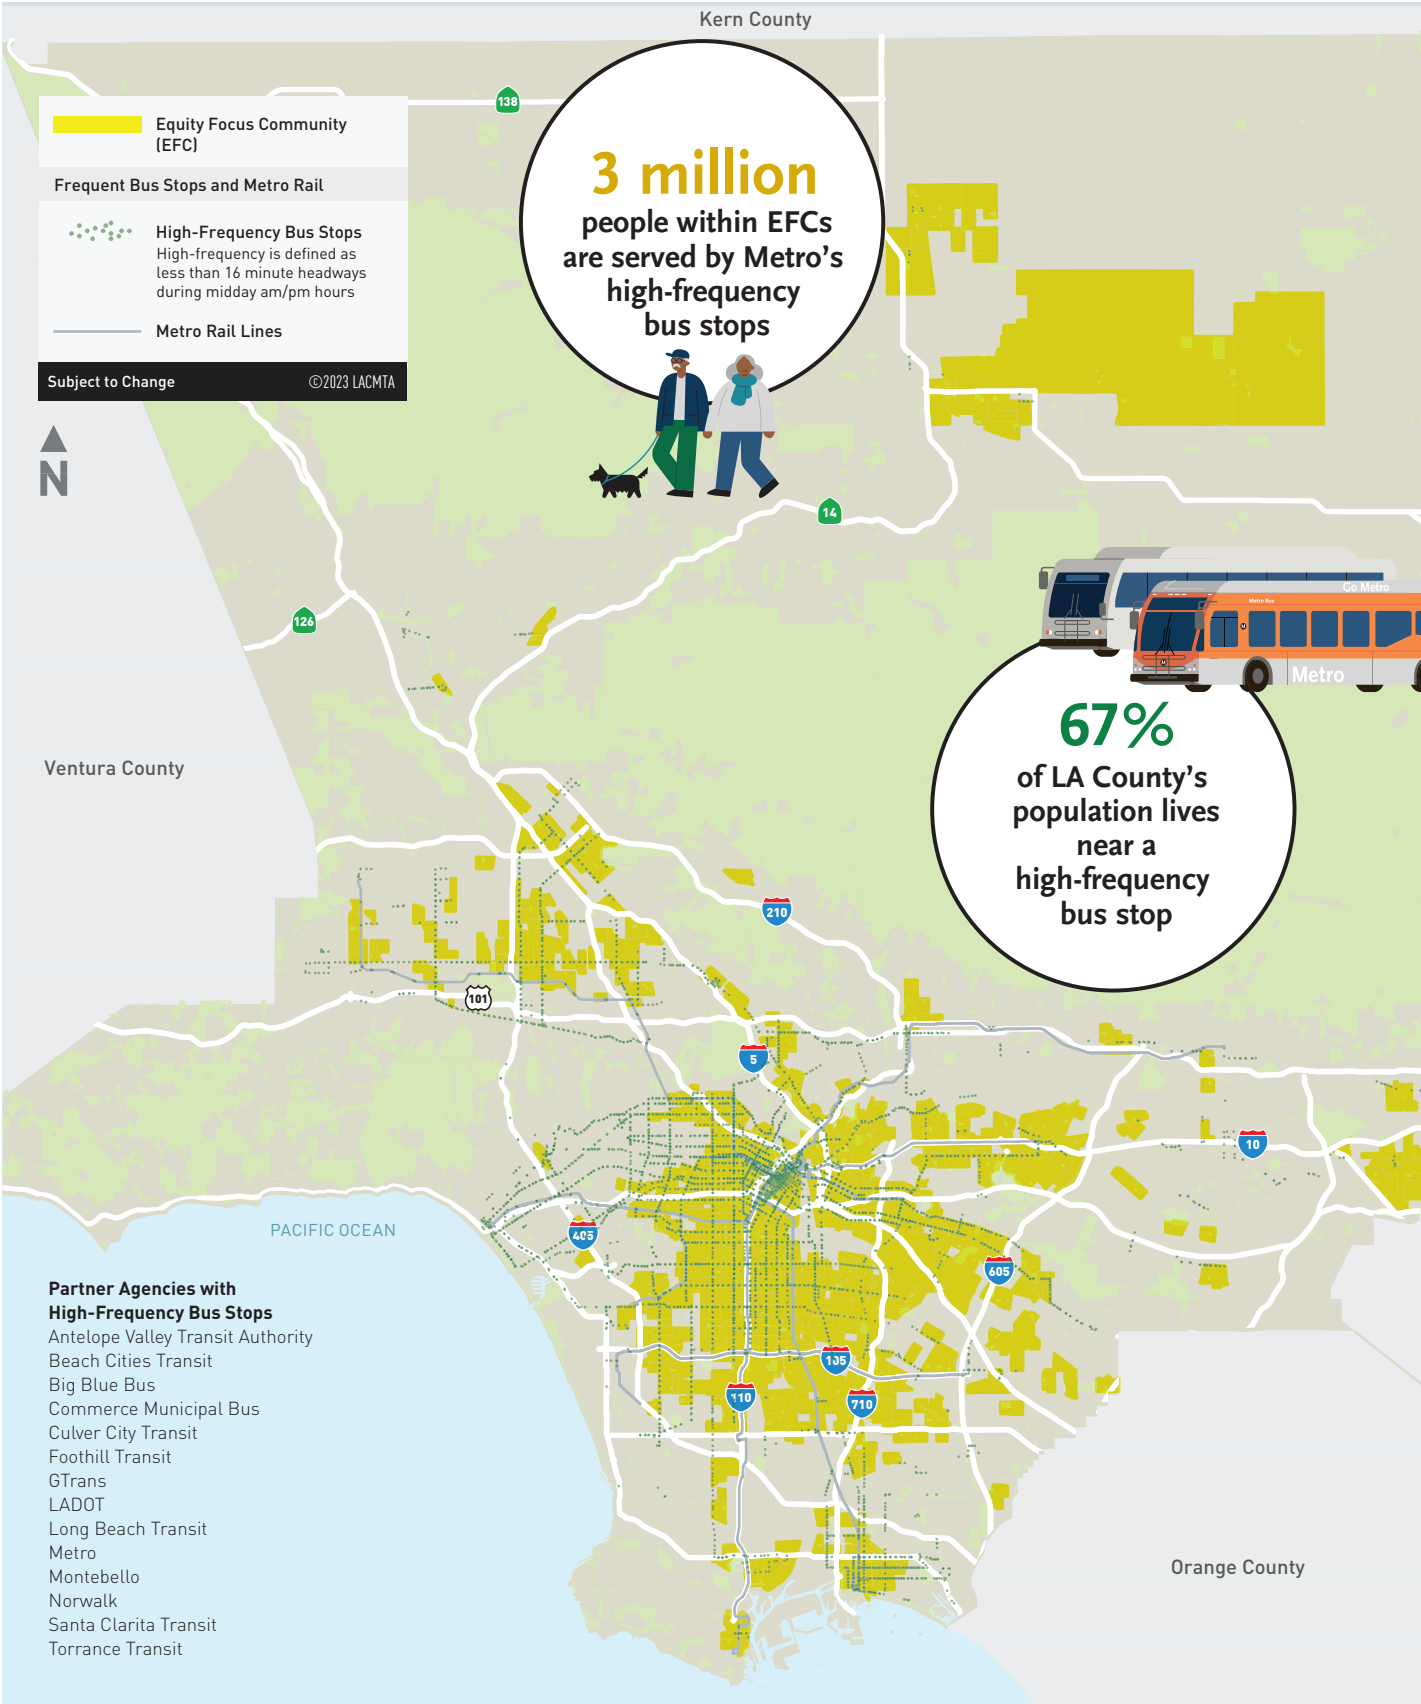 Kern County
138
Equity Focus Community
(EFC)
Frequent Bus Stops and Metro Rail
High-Frequency Bus Stops
High-frequency is defined as
less than 16 minute headways
during midday am/pm hours
Metro Rail Lines
Subject to Change ©2023 LACMTA
N
3 million
people within EFCs
are served by Metro's
high-frequency
bus stops
14
126
Go Metro
Metro Bus
Metro
67%
of LA County's
population lives
near a
high-frequency
bus stop
Ventura County
210
101
5
10
PACIFIC OCEAN
405
605
105
110
710
Partner Agencies with
High-Frequency Bus Stops
Antelope Valley Transit Authority
Beach Cities Transit
Big Blue Bus
Commerce Municipal Bus
Culver City Transit
Foothill Transit
GTrans
LADOT
Long Beach Transit
Metro
Montebello
Norwalk
Santa Clarita Transit
Torrance Transit
Orange County